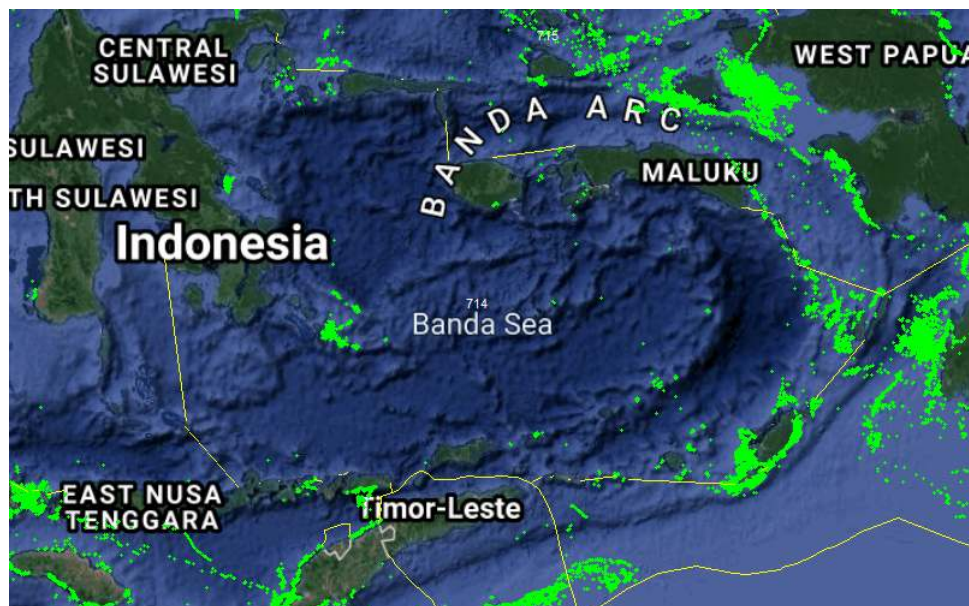 715
CENTRAL
SULAWESI
WEST PAPUA
BANDA ARC
SULAWESI
MALUKU
TH SULAWESI
Indonesia
714
Banda Sea
EAST NUSA
TENGGARA
Timor-Leste